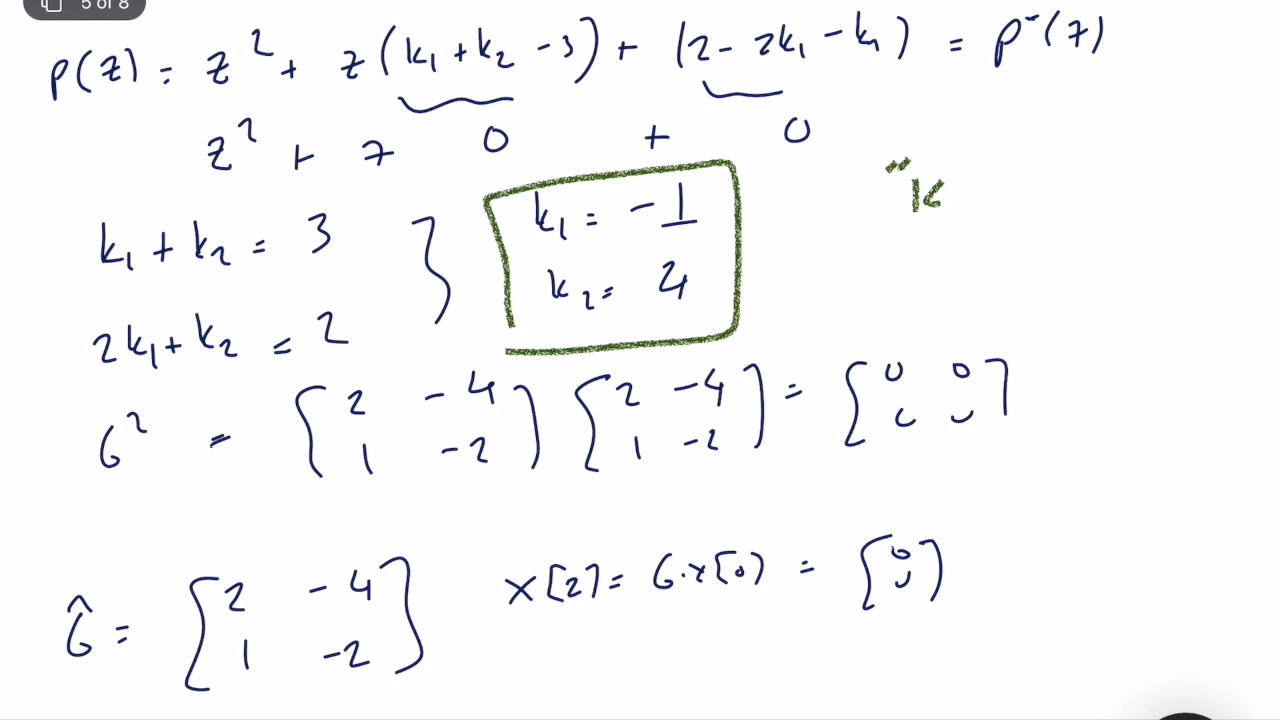 5 of 8
P(z) = z² + z(k₁ + k₂ - 3) + (2 - 2k₁ - k₁) = P*(z)
z² + z 0 + 0
"K
k₁ + k₂ = 3 } k₁ = -1
2k₁ + k₂ = 2 k₂ = 4
G² = [2 -4; 1 -2] [2 -4; 1 -2] = [0 0; 0 0]
Ĝ = [2 -4; 1 -2] x[2] = G·x[0] = [0; 0]